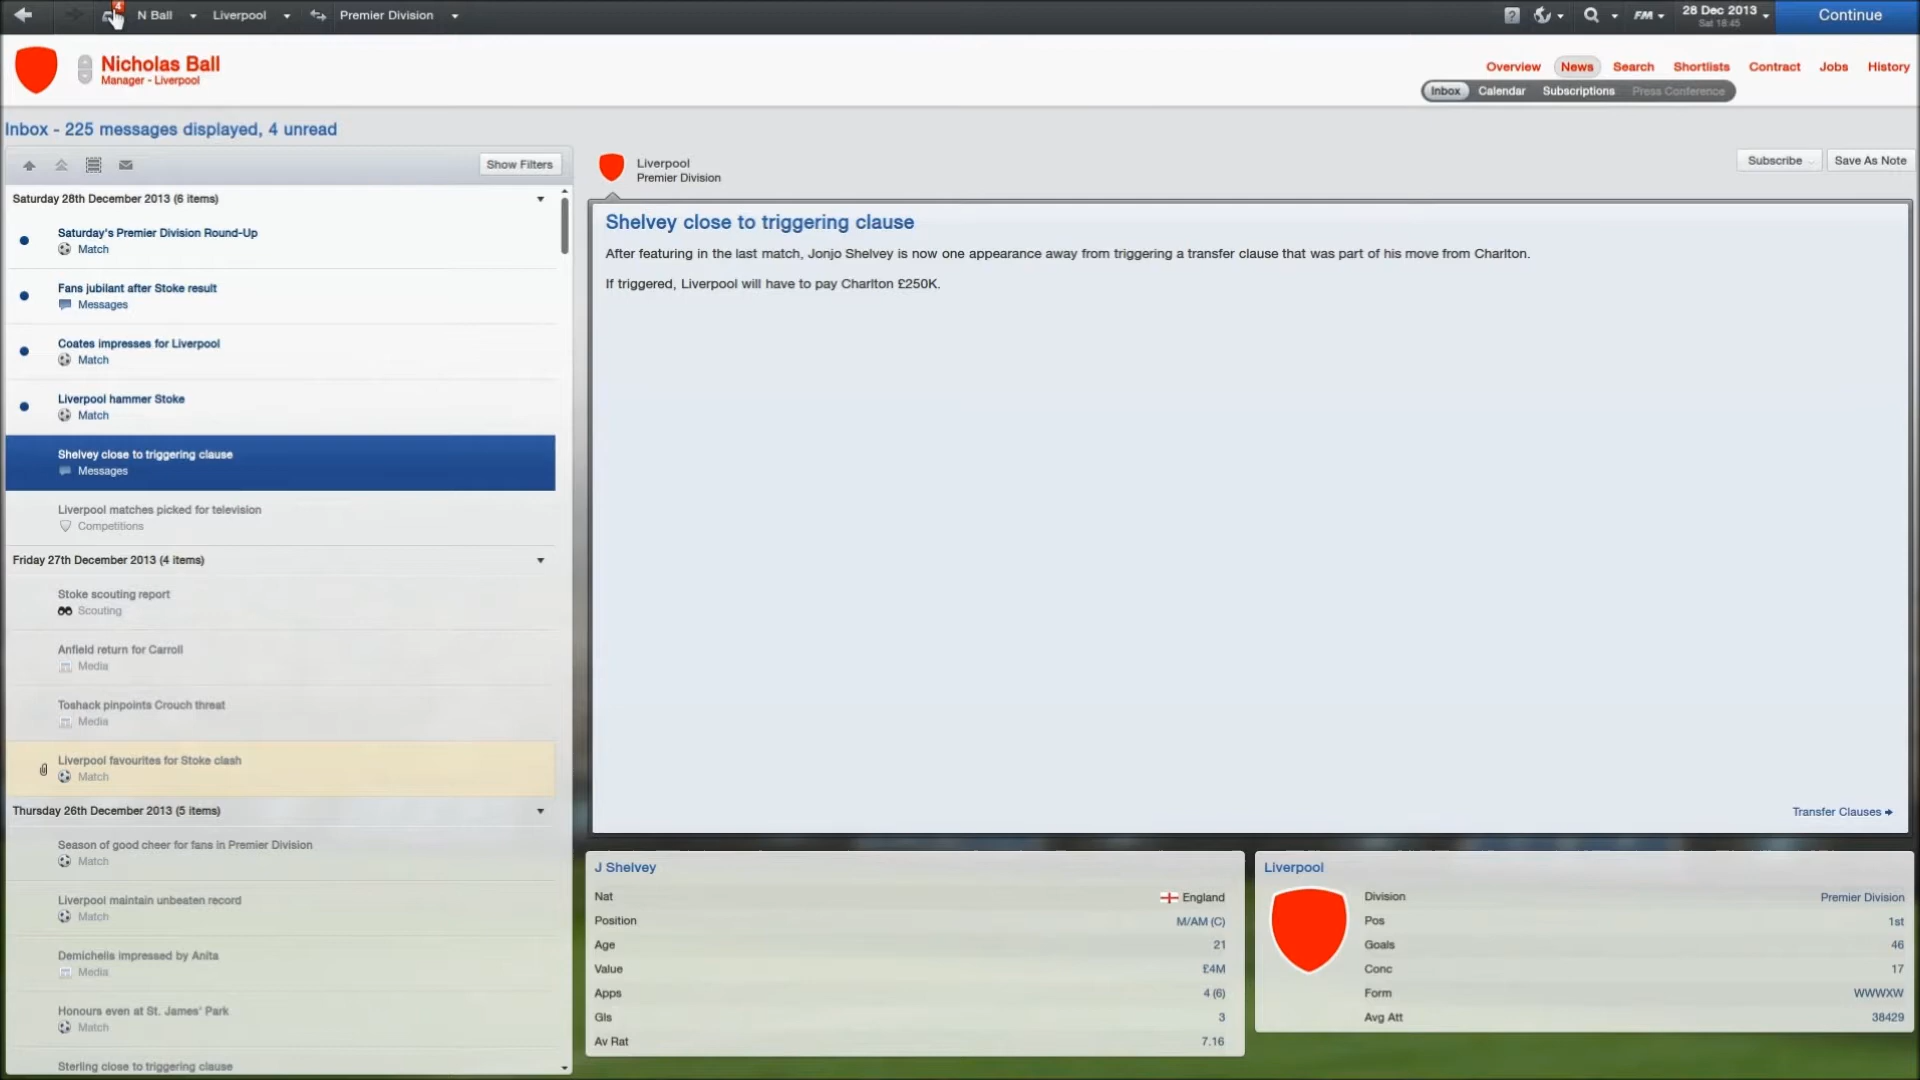 4
N Ball
Liverpool
Premier Division
?
FM
28 Dec 2013
Sat 18:45
Continue
Nicholas Ball
Manager - Liverpool
Overview
News
Search
Shortlists
Contract
Jobs
History
Inbox
Calendar
Subscriptions
Press Conference
Inbox - 225 messages displayed, 4 unread
Show Filters
Saturday 28th December 2013 (6 items)
Saturday's Premier Division Round-Up
Match
Fans jubilant after Stoke result
Messages
Coates impresses for Liverpool
Match
Liverpool hammer Stoke
Match
Shelvey close to triggering clause
Messages
Liverpool matches picked for television
Competitions
Friday 27th December 2013 (4 items)
Stoke scouting report
Scouting
Anfield return for Carroll
Media
Toshack pinpoints Crouch threat
Media
Liverpool favourites for Stoke clash
Match
Thursday 26th December 2013 (5 items)
Season of good cheer for fans in Premier Division
Match
Liverpool maintain unbeaten record
Match
Demichelis impressed by Anita
Media
Honours even at St. James' Park
Match
Sterling close to triggering clause
Liverpool
Premier Division
Subscribe
Save As Note
Shelvey close to triggering clause
After featuring in the last match, Jonjo Shelvey is now one appearance away from triggering a transfer clause that was part of his move from Charlton.
If triggered, Liverpool will have to pay Charlton £250K.
Transfer Clauses
J Shelvey
Nat England
Position M/AM (C)
Age 21
Value £4M
Apps 4 (6)
Gls 3
Av Rat 7.16
Liverpool
Division Premier Division
Pos 1st
Goals 46
Conc 17
Form WWWXW
Avg Att 38429